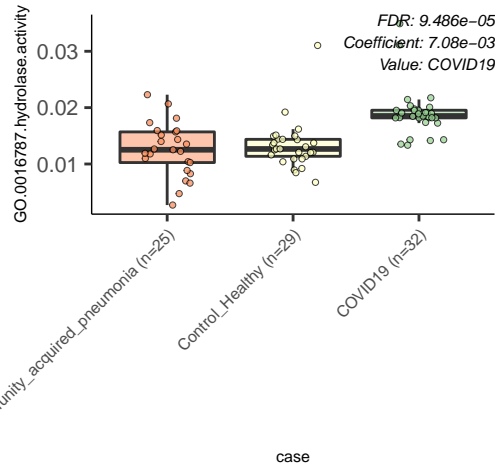 FDR: 9.486e−05
Coefficient: 7.08e−03
Value: COVID19
GO.0016787.hydrolase.activity
0.03
0.02
0.01
unity_acquired_pneumonia (n=25)
Control_Healthy (n=29)
COVID19 (n=32)
case